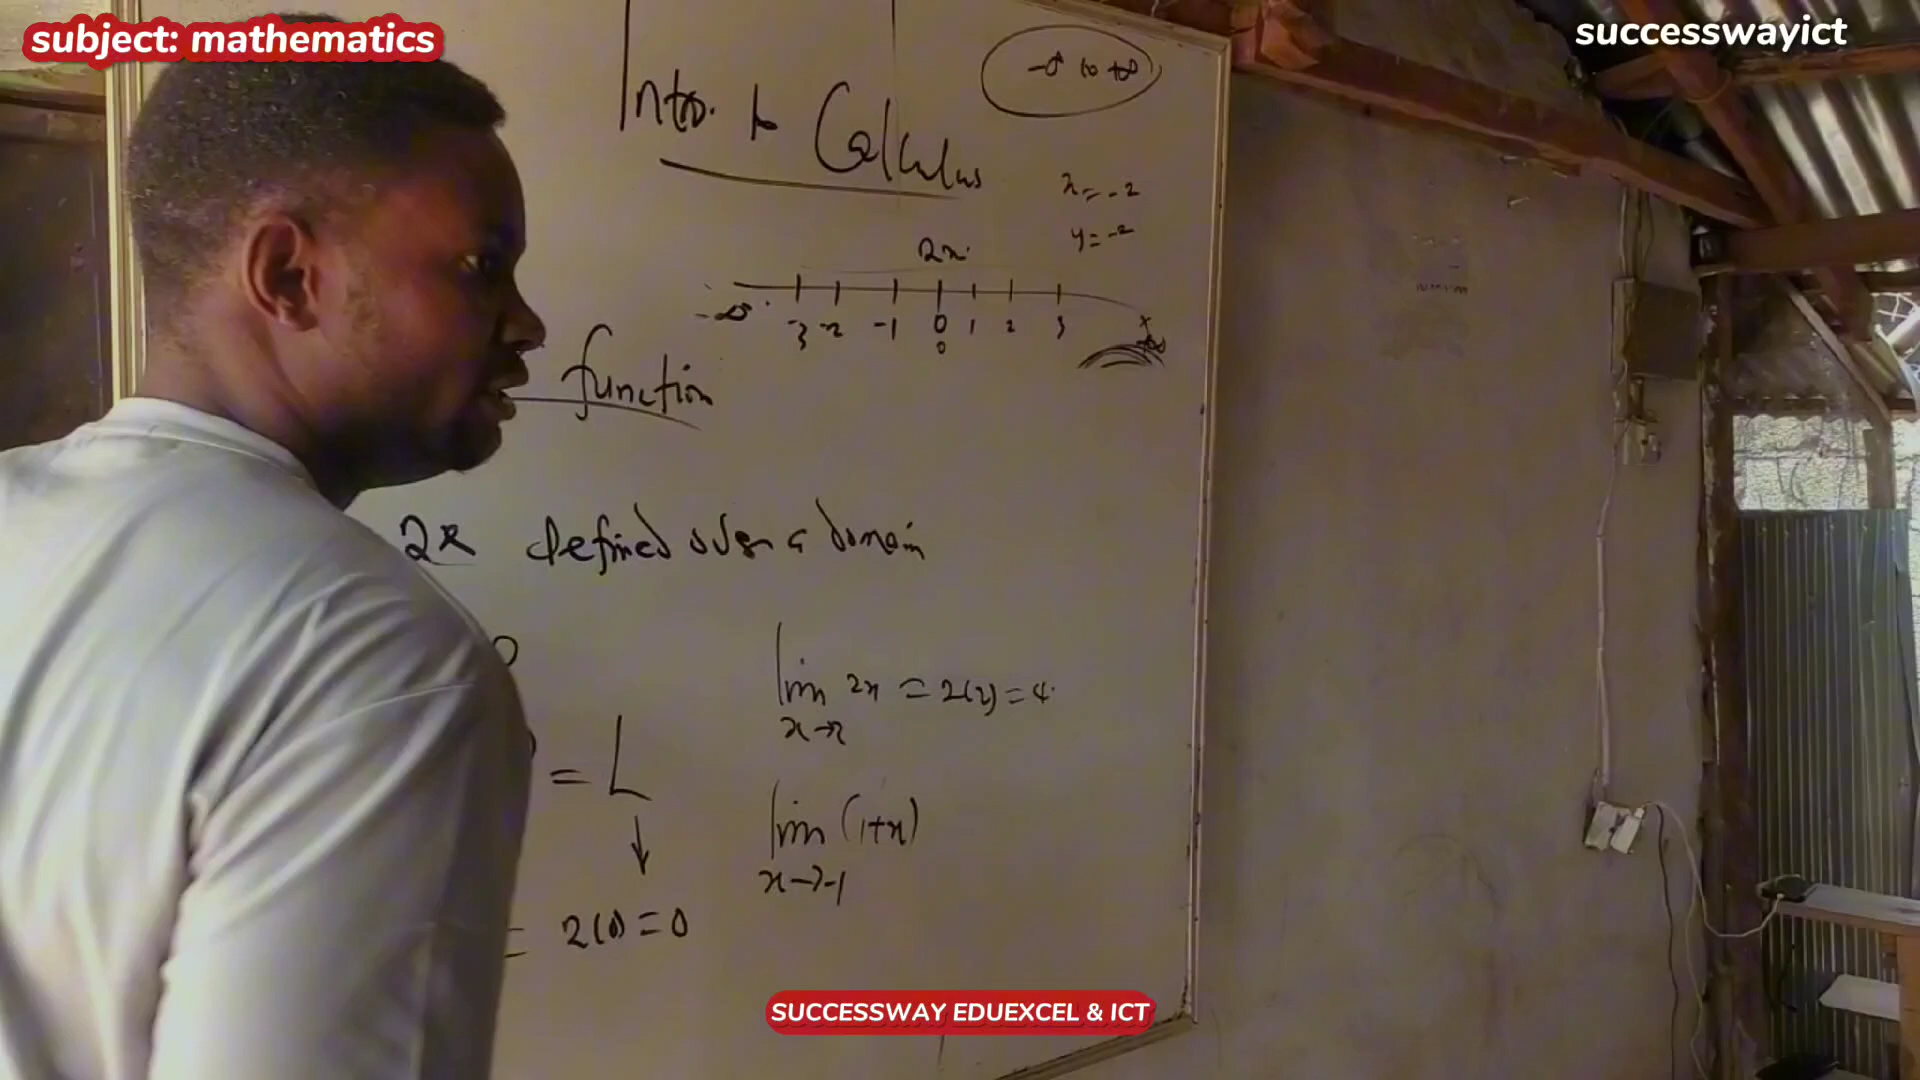 subject: mathematics
successwayict
Intro. to Calculus
-∞ to +∞
x = -2
y = -2
2x
-∞ -3 -2 -1 0 1 2 3 +∞
0
function
2x defined over a domain
lim 2x = 2(2) = 4
x→2
= L
↓
lim (1+x)
x→-1
= 2(0) = 0
SUCCESSWAY EDUEXCEL & ICT